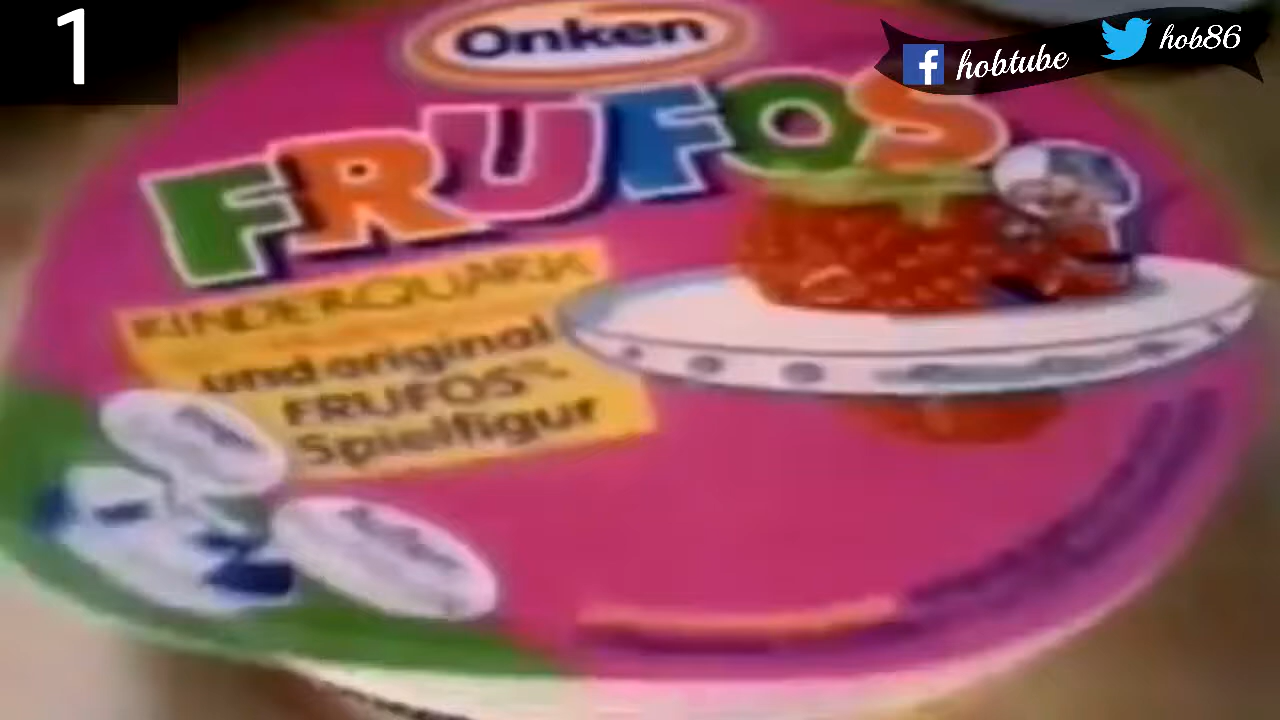 1
Onken
hobtube
hob86
FRUFOS
KINDERQUARK
und original
FRUFOS
Spielfigur